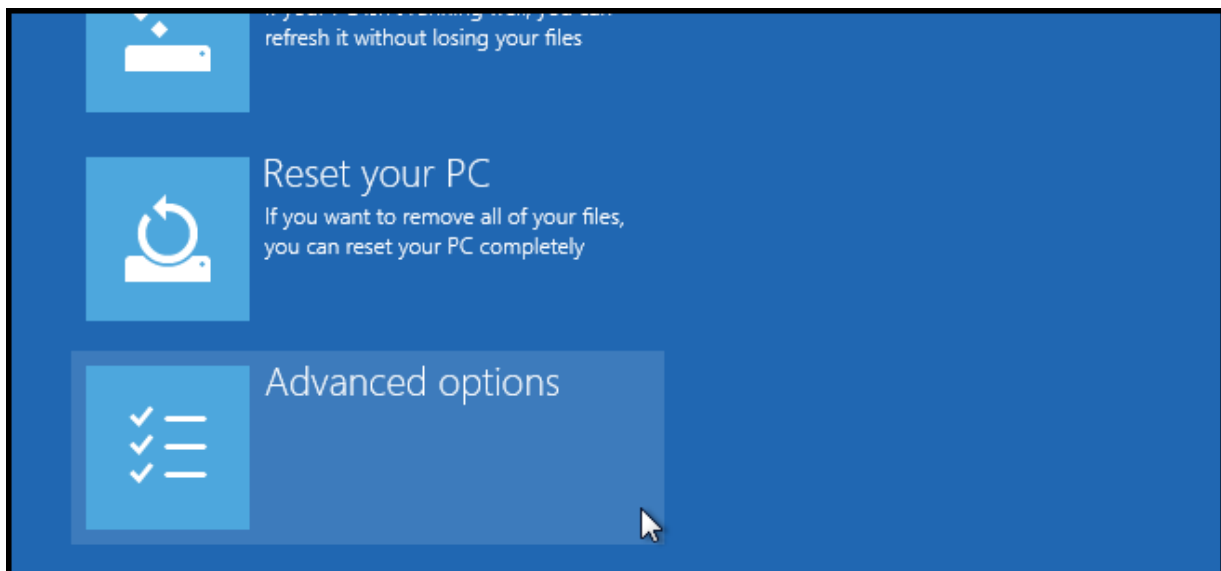 refresh it without losing your files
Reset your PC
If you want to remove all of your files,
you can reset your PC completely
Advanced options